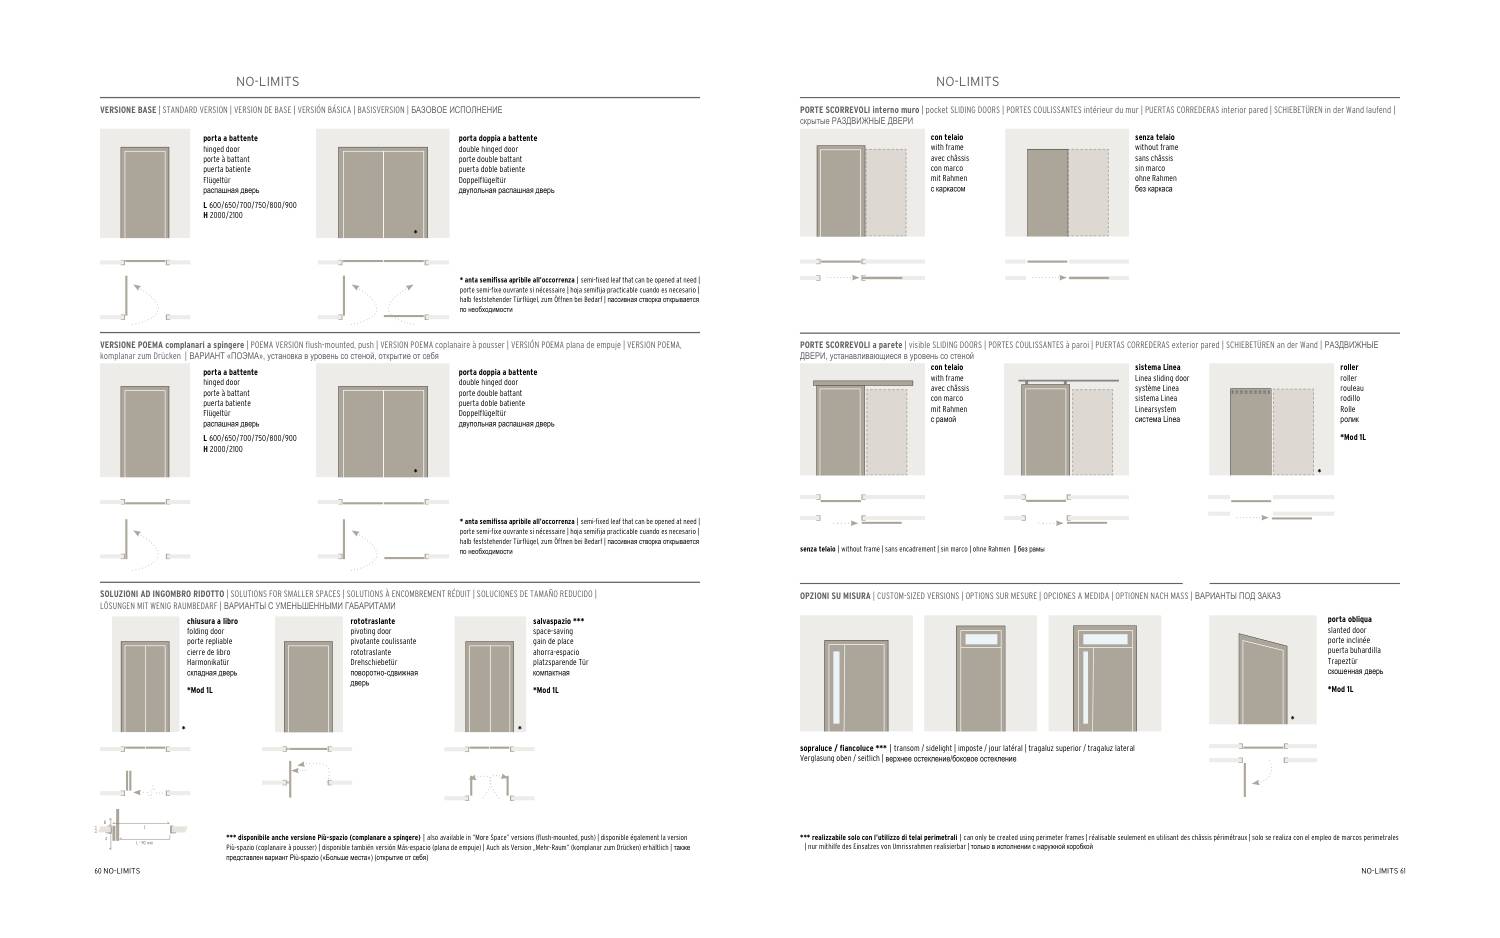 NO-LIMITS
VERSIONE BASE | STANDARD VERSION | VERSION DE BASE | VERSIÓN BÁSICA | BASISVERSION | БАЗОВОЕ ИСПОЛНЕНИЕ
porta a battente
hinged door
porte à battant
puerta batiente
Flügeltür
распашная дверь
L 600/650/700/750/800/900
H 2000/2100
porta doppia a battente
double hinged door
porte double battant
puerta doble batiente
Doppelflügeltür
двупольная распашная дверь
*
* anta semifissa apribile all'occorrenza | semi-fixed leaf that can be opened at need |
porte semi-fixe ouvrante si nécessaire | hoja semifija practicable cuando es necesario |
halb feststehender Türflügel, zum Öffnen bei Bedarf | пассивная створка открывается
по необходимости
VERSIONE POEMA complanari a spingere | POEMA VERSION flush-mounted, push | VERSION POEMA coplanaire à pousser | VERSIÓN POEMA plana de empuje | VERSION POEMA,
komplanar zum Drücken | ВАРИАНТ «ПОЭМА», установка в уровень со стеной, открытие от себя
porta a battente
hinged door
porte à battant
puerta batiente
Flügeltür
распашная дверь
L 600/650/700/750/800/900
H 2000/2100
porta doppia a battente
double hinged door
porte double battant
puerta doble batiente
Doppelflügeltür
двупольная распашная дверь
*
* anta semifissa apribile all'occorrenza | semi-fixed leaf that can be opened at need |
porte semi-fixe ouvrante si nécessaire | hoja semifija practicable cuando es necesario |
halb feststehender Türflügel, zum Öffnen bei Bedarf | пассивная створка открывается
по необходимости
SOLUZIONI AD INGOMBRO RIDOTTO | SOLUTIONS FOR SMALLER SPACES | SOLUTIONS À ENCOMBREMENT RÉDUIT | SOLUCIONES DE TAMAÑO REDUCIDO |
LÖSUNGEN MIT WENIG RAUMBEDARF | ВАРИАНТЫ С УМЕНЬШЕННЫМИ ГАБАРИТАМИ
chiusura a libro
folding door
porte repliable
cierre de libro
Harmonikatür
складная дверь
*Mod 1L
*
rototraslante
pivoting door
pivotante coulissante
rototraslante
Drehschiebetür
поворотно-сдвижная
дверь
salvaspazio ***
space-saving
gain de place
ahorra-espacio
platzsparende Tür
компактная
*Mod 1L
*
*** disponibile anche versione Più-spazio (complanare a spingere) | also available in "More Space" versions (flush-mounted, push) | disponible également la version
Più-spazio (coplanaire à pousser) | disponible también versión Más-espacio (plana de empuje) | Auch als Version „Mehr-Raum" (komplanar zum Drücken) erhältlich | также
представлен вариант Più-spazio («Больше места») (открытие от себя)
60 NO-LIMITS
NO-LIMITS
PORTE SCORREVOLI interno muro | pocket SLIDING DOORS | PORTES COULISSANTES intérieur du mur | PUERTAS CORREDERAS interior pared | SCHIEBETÜREN in der Wand laufend |
скрытые РАЗДВИЖНЫЕ ДВЕРИ
con telaio
with frame
avec châssis
con marco
mit Rahmen
с каркасом
senza telaio
without frame
sans châssis
sin marco
ohne Rahmen
без каркаса
PORTE SCORREVOLI a parete | visible SLIDING DOORS | PORTES COULISSANTES à paroi | PUERTAS CORREDERAS exterior pared | SCHIEBETÜREN an der Wand | РАЗДВИЖНЫЕ
ДВЕРИ, устанавливающиеся в уровень со стеной
con telaio
with frame
avec châssis
con marco
mit Rahmen
с рамой
sistema Linea
Linea sliding door
système Linea
sistema Linea
Linearsystem
система Linea
roller
roller
rouleau
rodillo
Rolle
ролик
*Mod 1L
*
senza telaio | without frame | sans encadrement | sin marco | ohne Rahmen | без рамы
OPZIONI SU MISURA | CUSTOM-SIZED VERSIONS | OPTIONS SUR MESURE | OPCIONES A MEDIDA | OPTIONEN NACH MASS | ВАРИАНТЫ ПОД ЗАКАЗ
porta obliqua
slanted door
porte inclinée
puerta buhardilla
Trapeztür
скошенная дверь
*Mod 1L
*
sopraluce / fiancoluce *** | transom / sidelight | imposte / jour latéral | tragaluz superior / tragaluz lateral
Verglasung oben / seitlich | верхнее остекление/боковое остекление
*** realizzabile solo con l'utilizzo di telai perimetrali | can only be created using perimeter frames | réalisable seulement en utilisant des châssis périmétraux | solo se realiza con el empleo de marcos perimetrales
| nur mithilfe des Einsatzes von Umrissrahmen realisierbar | только в исполнении с наружной коробкой
NO-LIMITS 61